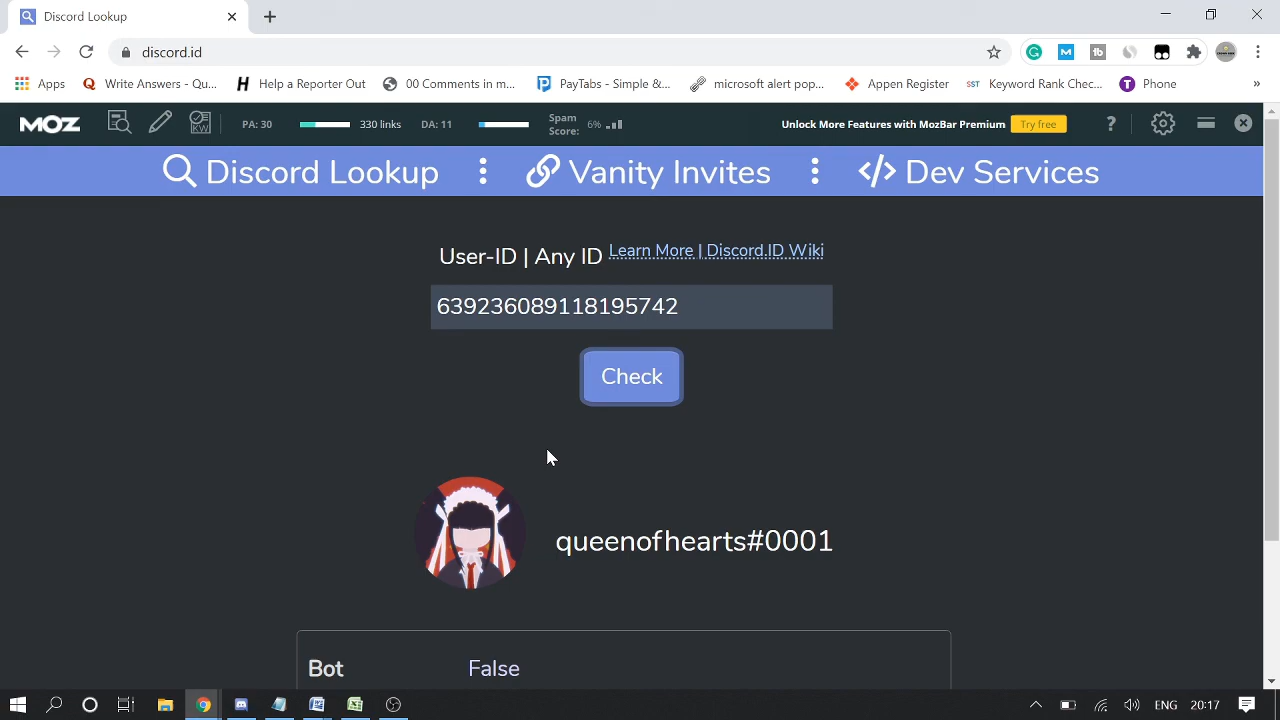 Discord Lookup
discord.id
Apps Write Answers - Qu... Help a Reporter Out 00 Comments in m... PayTabs - Simple &... microsoft alert pop... Appen Register SST Keyword Rank Chec... Phone »
MOZ KW PA: 30 330 links DA: 11 Spam Score: 6% Unlock More Features with MozBar Premium Try free ?
Discord Lookup Vanity Invites </> Dev Services
User-ID | Any ID Learn More | Discord.ID Wiki
639236089118195742
Check
queenofhearts#0001
Bot False
ENG 20:17